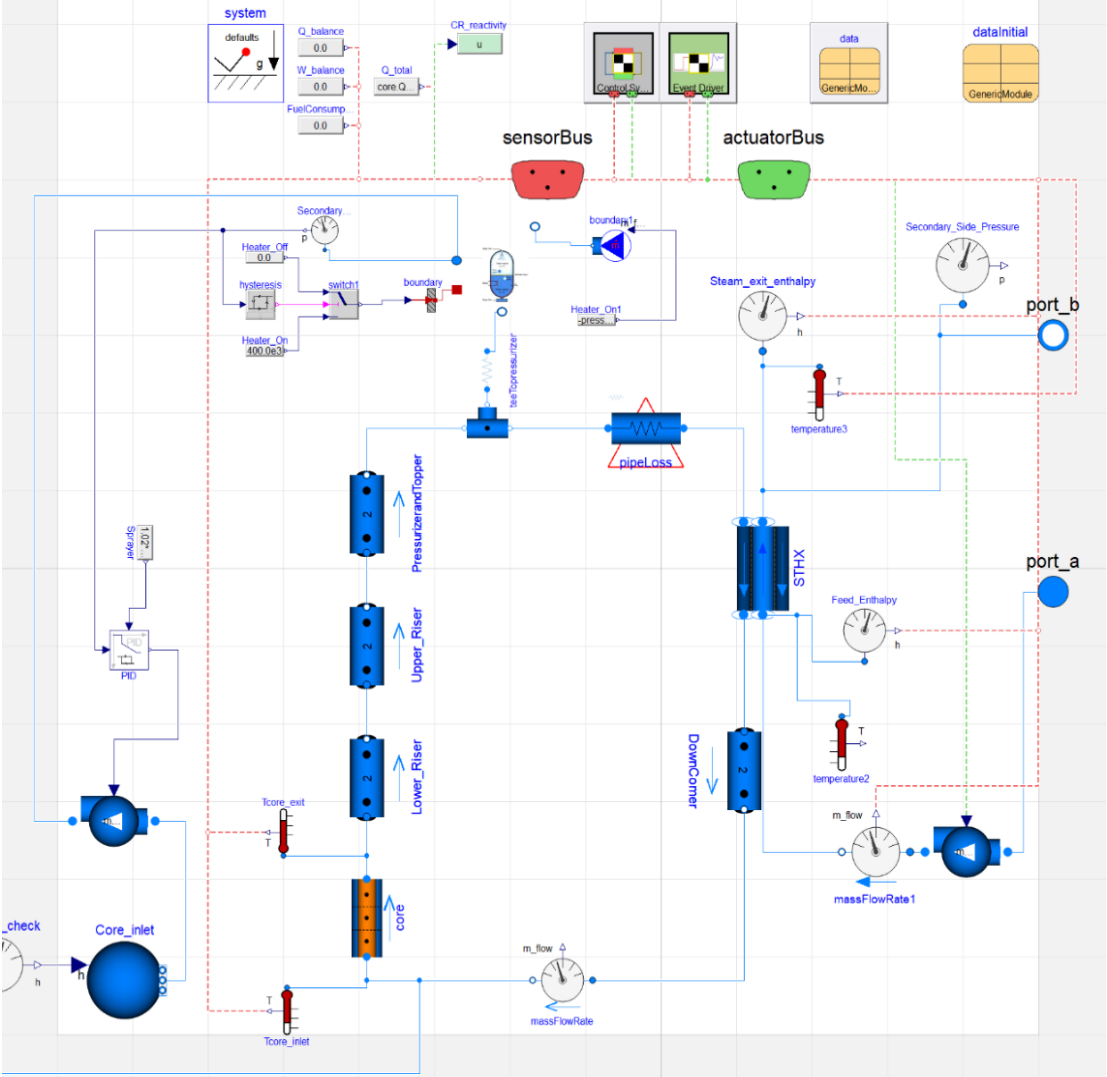 system
defaults
g
Q_balance
0.0
W_balance
0.0
FuelConsump...
0.0
Q_total
core.Q...
CR_reactivity
u
Control Sy...
Event Driver
data
GenericMo...
dataInitial
GenericModule
sensorBus
actuatorBus
Secondary...
p
Heater_Off
0.0
hysteresis
switch1
boundary
Heater_On
400.0e3
boundary1
Heater_On1
-press...
teeTopressurizer
Steam_exit_enthalpy
h
Secondary_Side_Pressure
p
port_b
T
temperature3
pipeLoss
PressurizerandTopper
2
Sprayer
1.02*...
PID
PID
Upper_Riser
2
STHX
port_a
Feed_Enthalpy
h
Lower_Riser
2
DownComer
2
T
temperature2
Tcore_exit
T
m_flow
massFlowRate1
core
_check
h
h
Core_inlet
m_flow
massFlowRate
T
Tcore_inlet